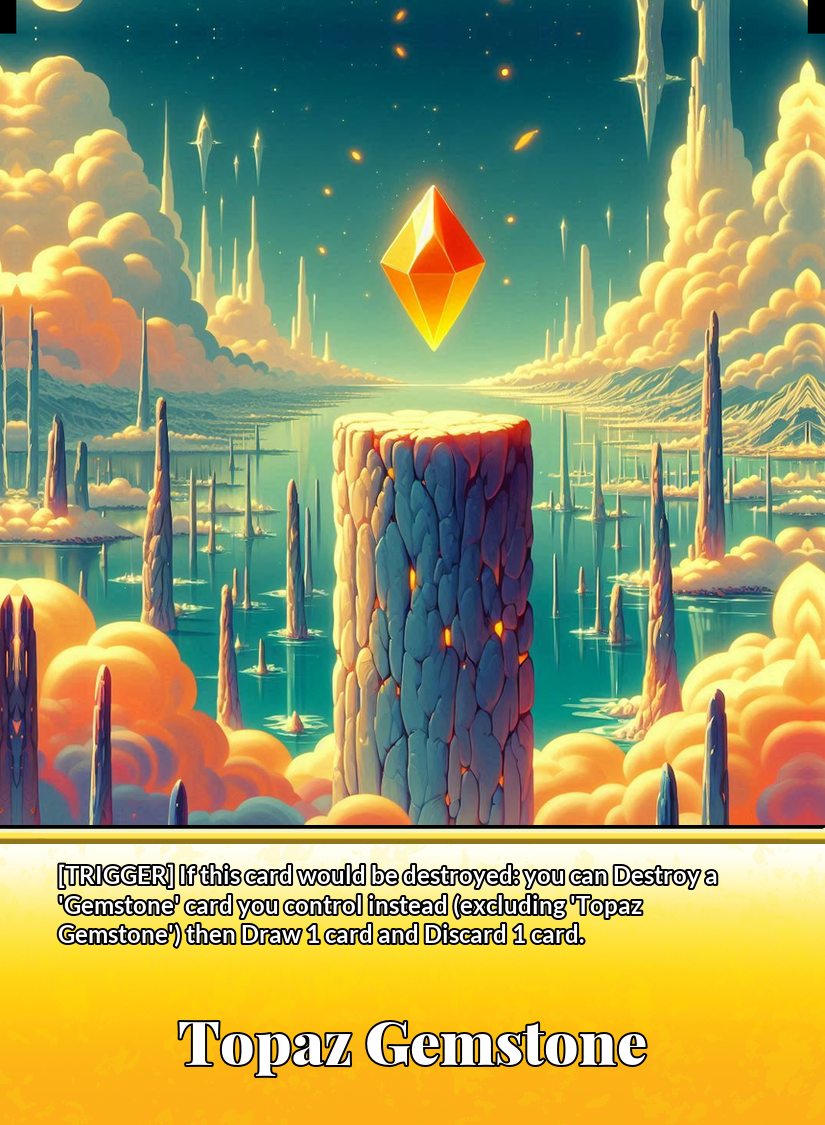 [TRIGGER] If this card would be destroyed: you can Destroy a
'Gemstone' card you control instead (excluding 'Topaz
Gemstone') then Draw 1 card and Discard 1 card.
Topaz Gemstone